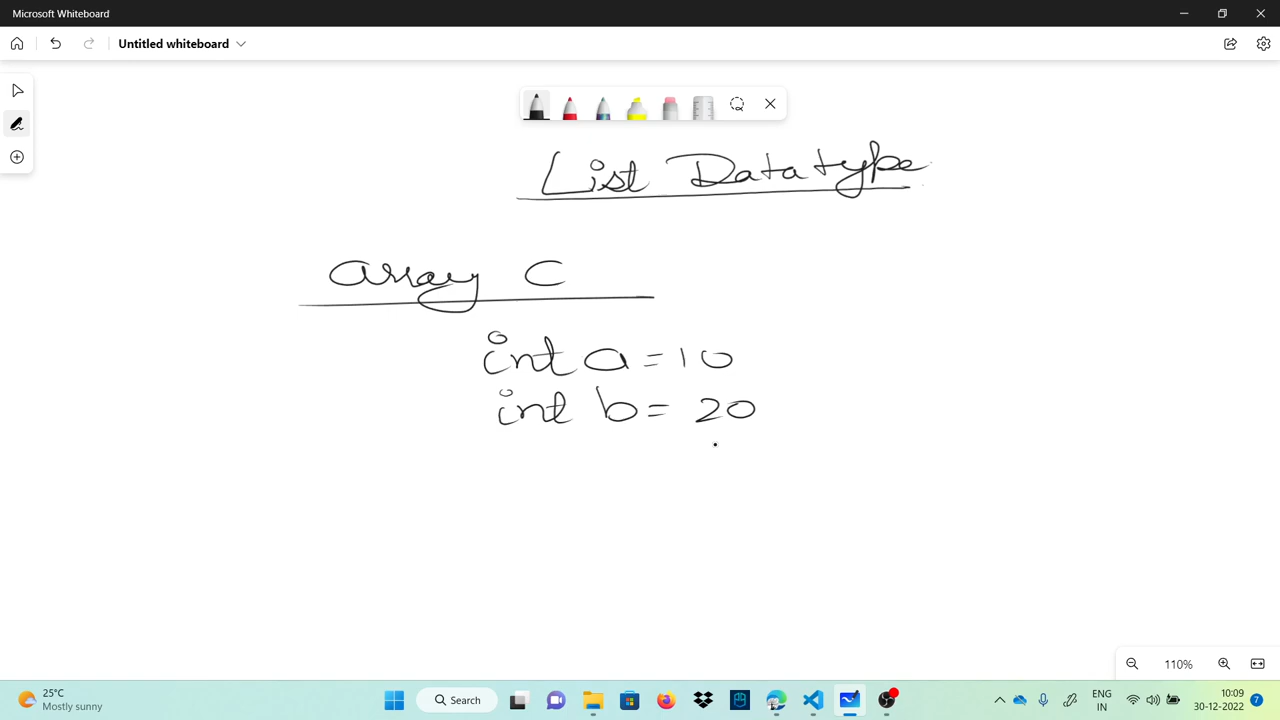 Microsoft Whiteboard
Untitled whiteboard
List Datatype
Array C
int a = 10
int b = 20
110%
25°C
Mostly sunny
Search
ENG
IN
10:09
30-12-2022
7